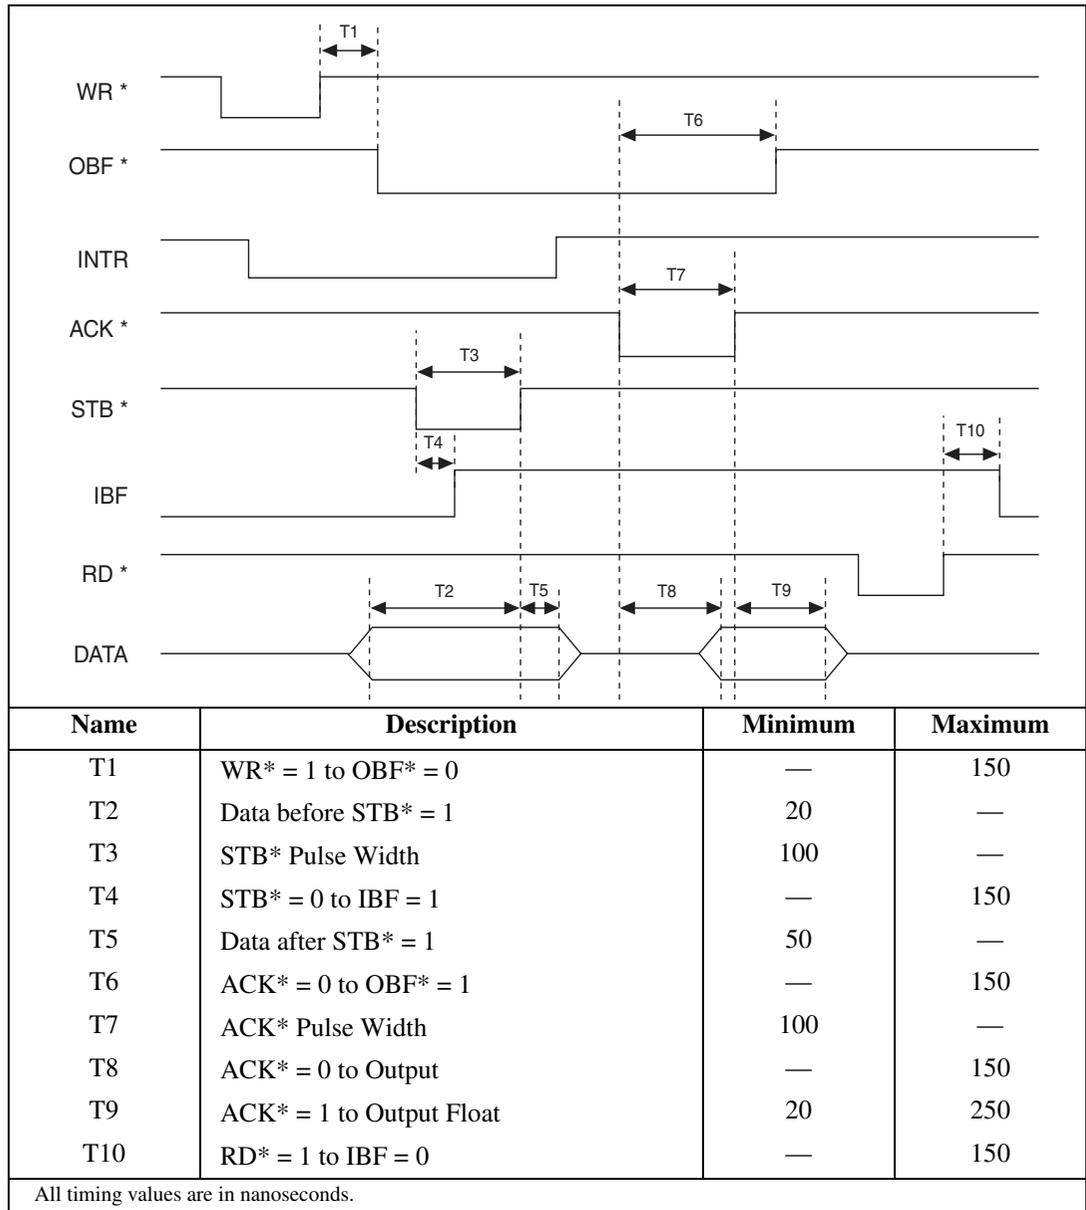 T1
WR *
T6
OBF *
INTR
T7
ACK *
T3
STB *
T4
T10
IBF
RD *
T2 T5 T8 T9
DATA
Name Description Minimum Maximum
T1 WR* = 1 to OBF* = 0 — 150
T2 Data before STB* = 1 20 —
T3 STB* Pulse Width 100 —
T4 STB* = 0 to IBF = 1 — 150
T5 Data after STB* = 1 50 —
T6 ACK* = 0 to OBF* = 1 — 150
T7 ACK* Pulse Width 100 —
T8 ACK* = 0 to Output — 150
T9 ACK* = 1 to Output Float 20 250
T10 RD* = 1 to IBF = 0 — 150
All timing values are in nanoseconds.